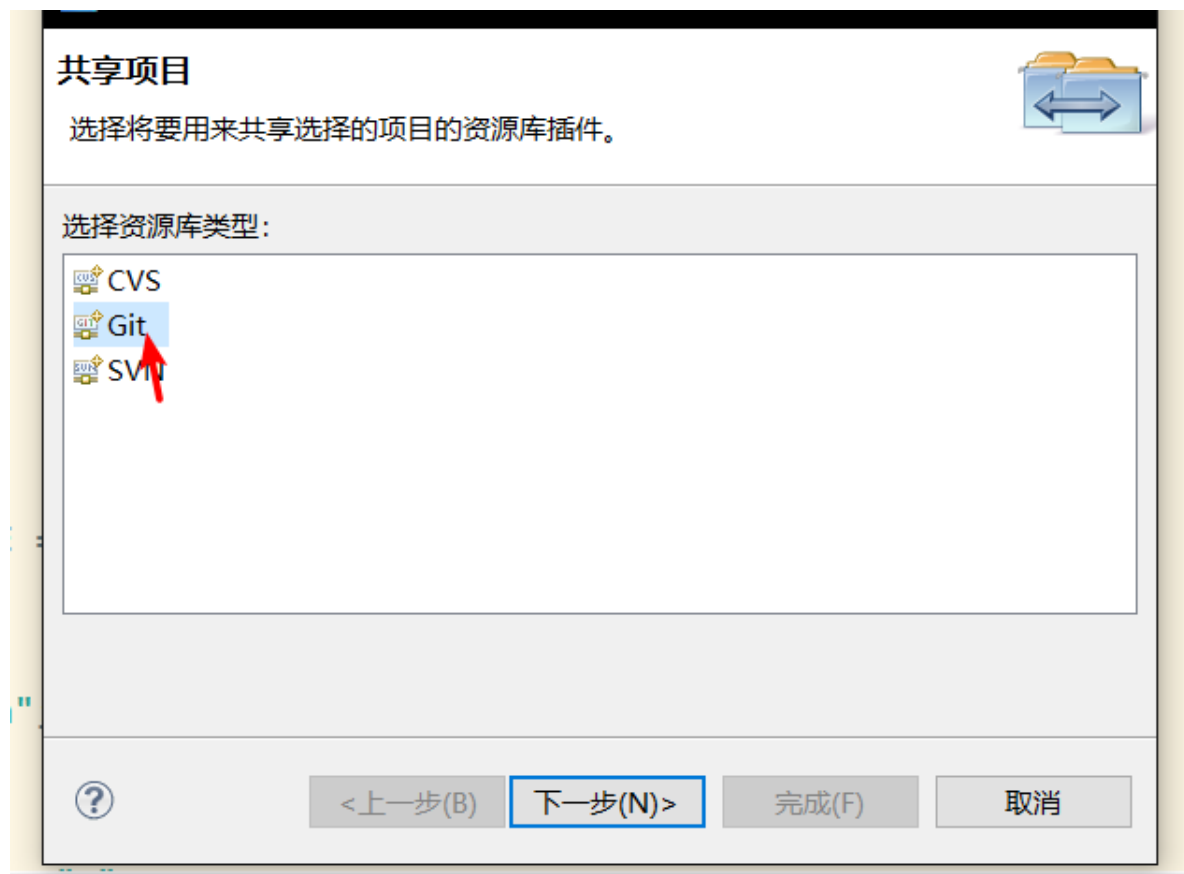 共享项目
选择将要用来共享选择的项目的资源库插件。
选择资源库类型：
CVS
Git
SVN
<上一步(B) 下一步(N)> 完成(F) 取消